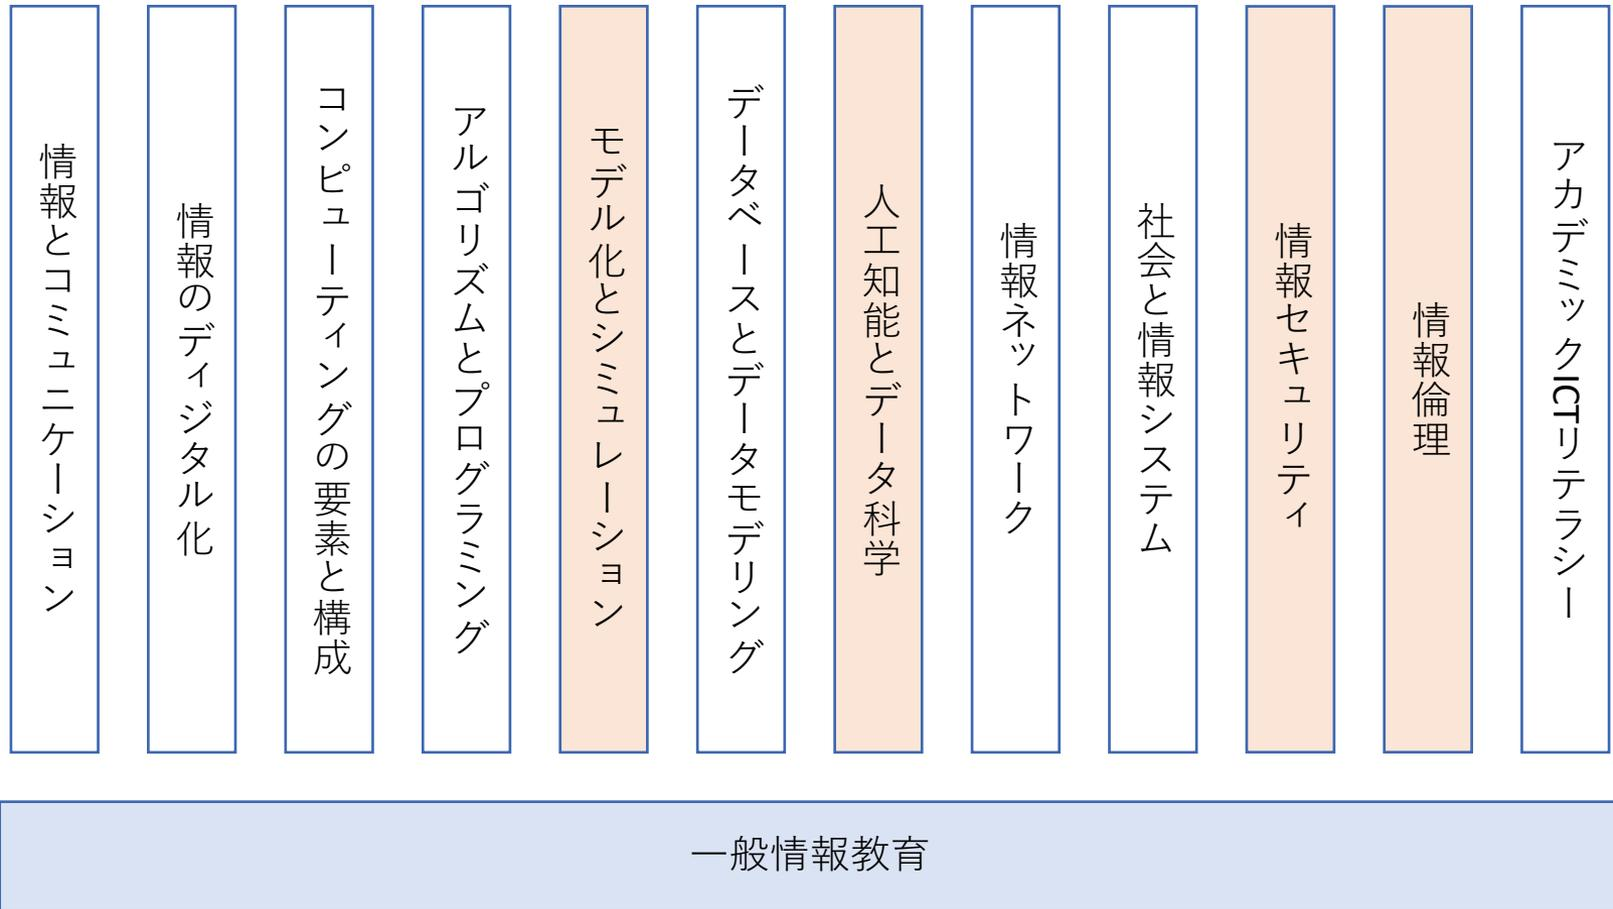 情報とコミュニケーション
情報のディジタル化
コンピューティングの要素と構成
アルゴリズムとプログラミング
モデル化とシミュレーション
データベースとデータモデリング
人工知能とデータ科学
情報ネットワーク
社会と情報システム
情報セキュリティ
情報倫理
アカデミックICTリテラシー
一般情報教育